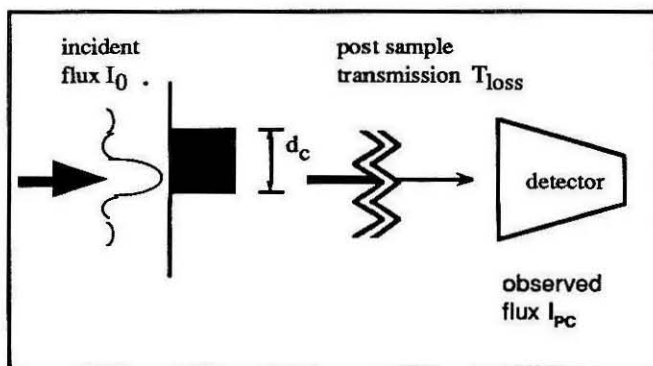 incident
flux I0 .
post sample
transmission Tloss
dc
detector
observed
flux IPC